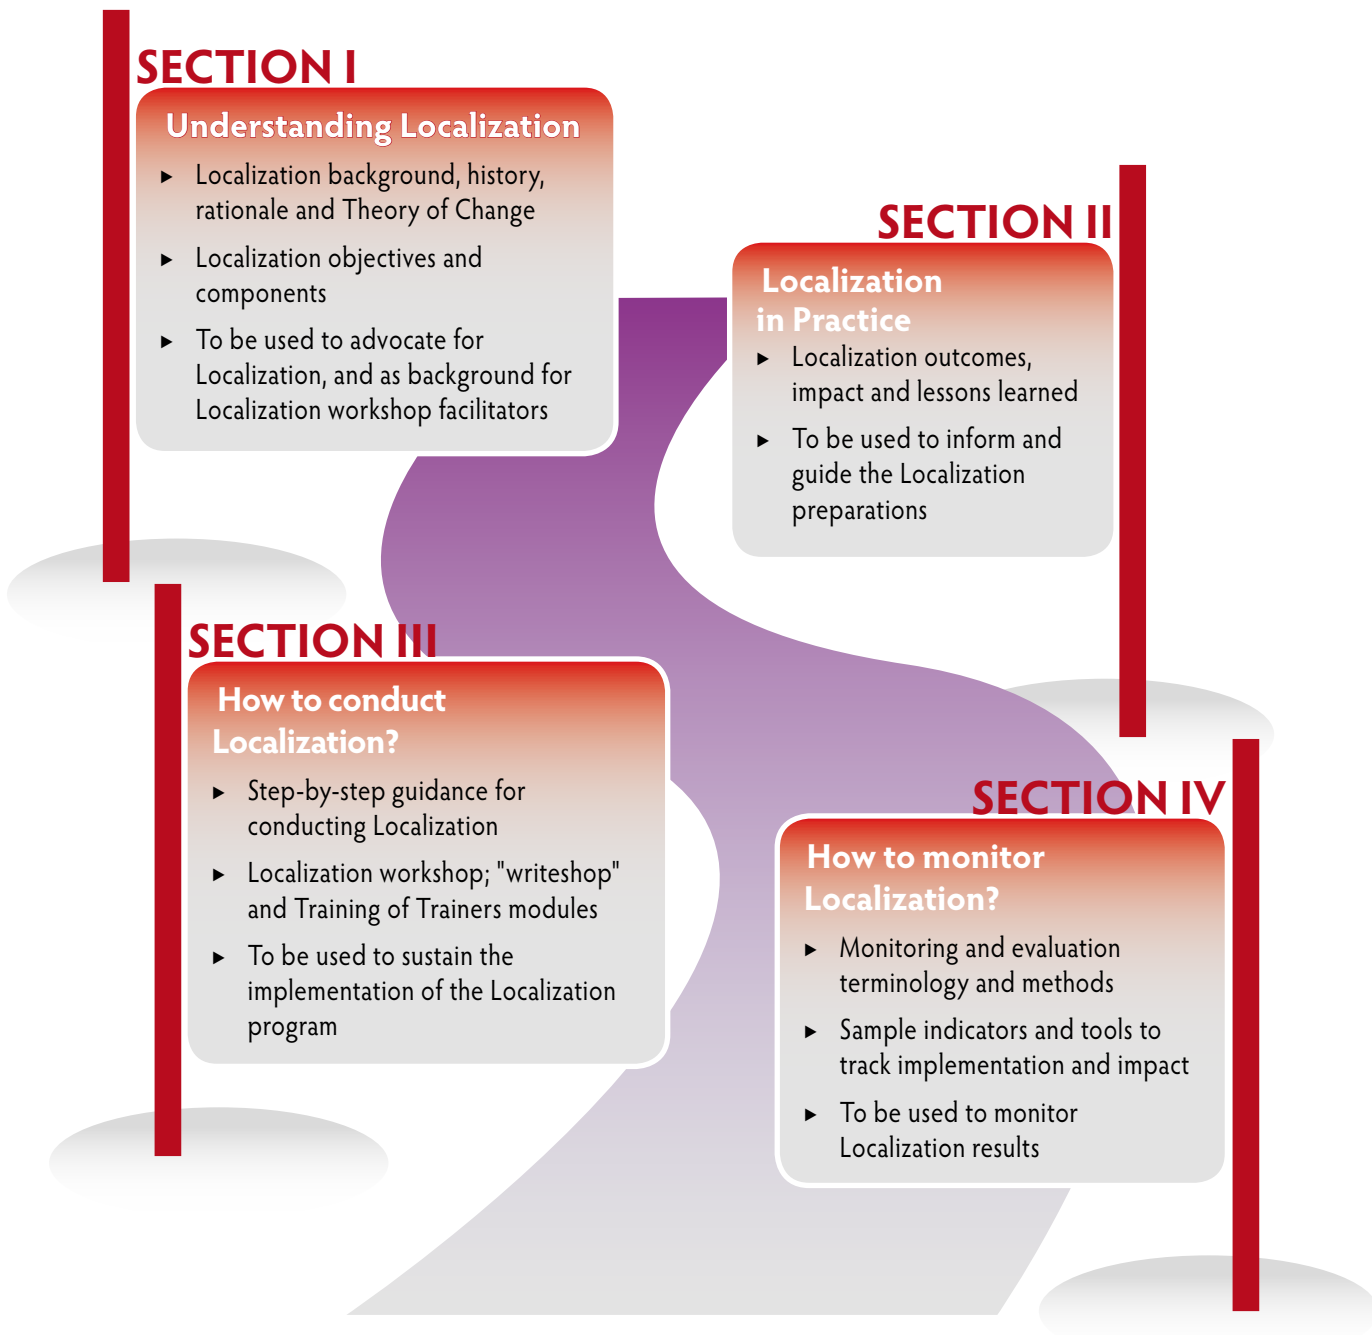 SECTION I
Understanding Localization
► Localization background, history,
rationale and Theory of Change
► Localization objectives and
components
► To be used to advocate for
Localization, and as background for
Localization workshop facilitators
SECTION II
Localization
in Practice
► Localization outcomes,
impact and lessons learned
► To be used to inform and
guide the Localization
preparations
SECTION III
How to conduct
Localization?
► Step-by-step guidance for
conducting Localization
► Localization workshop; "writeshop"
and Training of Trainers modules
► To be used to sustain the
implementation of the Localization
program
SECTION IV
How to monitor
Localization?
► Monitoring and evaluation
terminology and methods
► Sample indicators and tools to
track implementation and impact
► To be used to monitor
Localization results